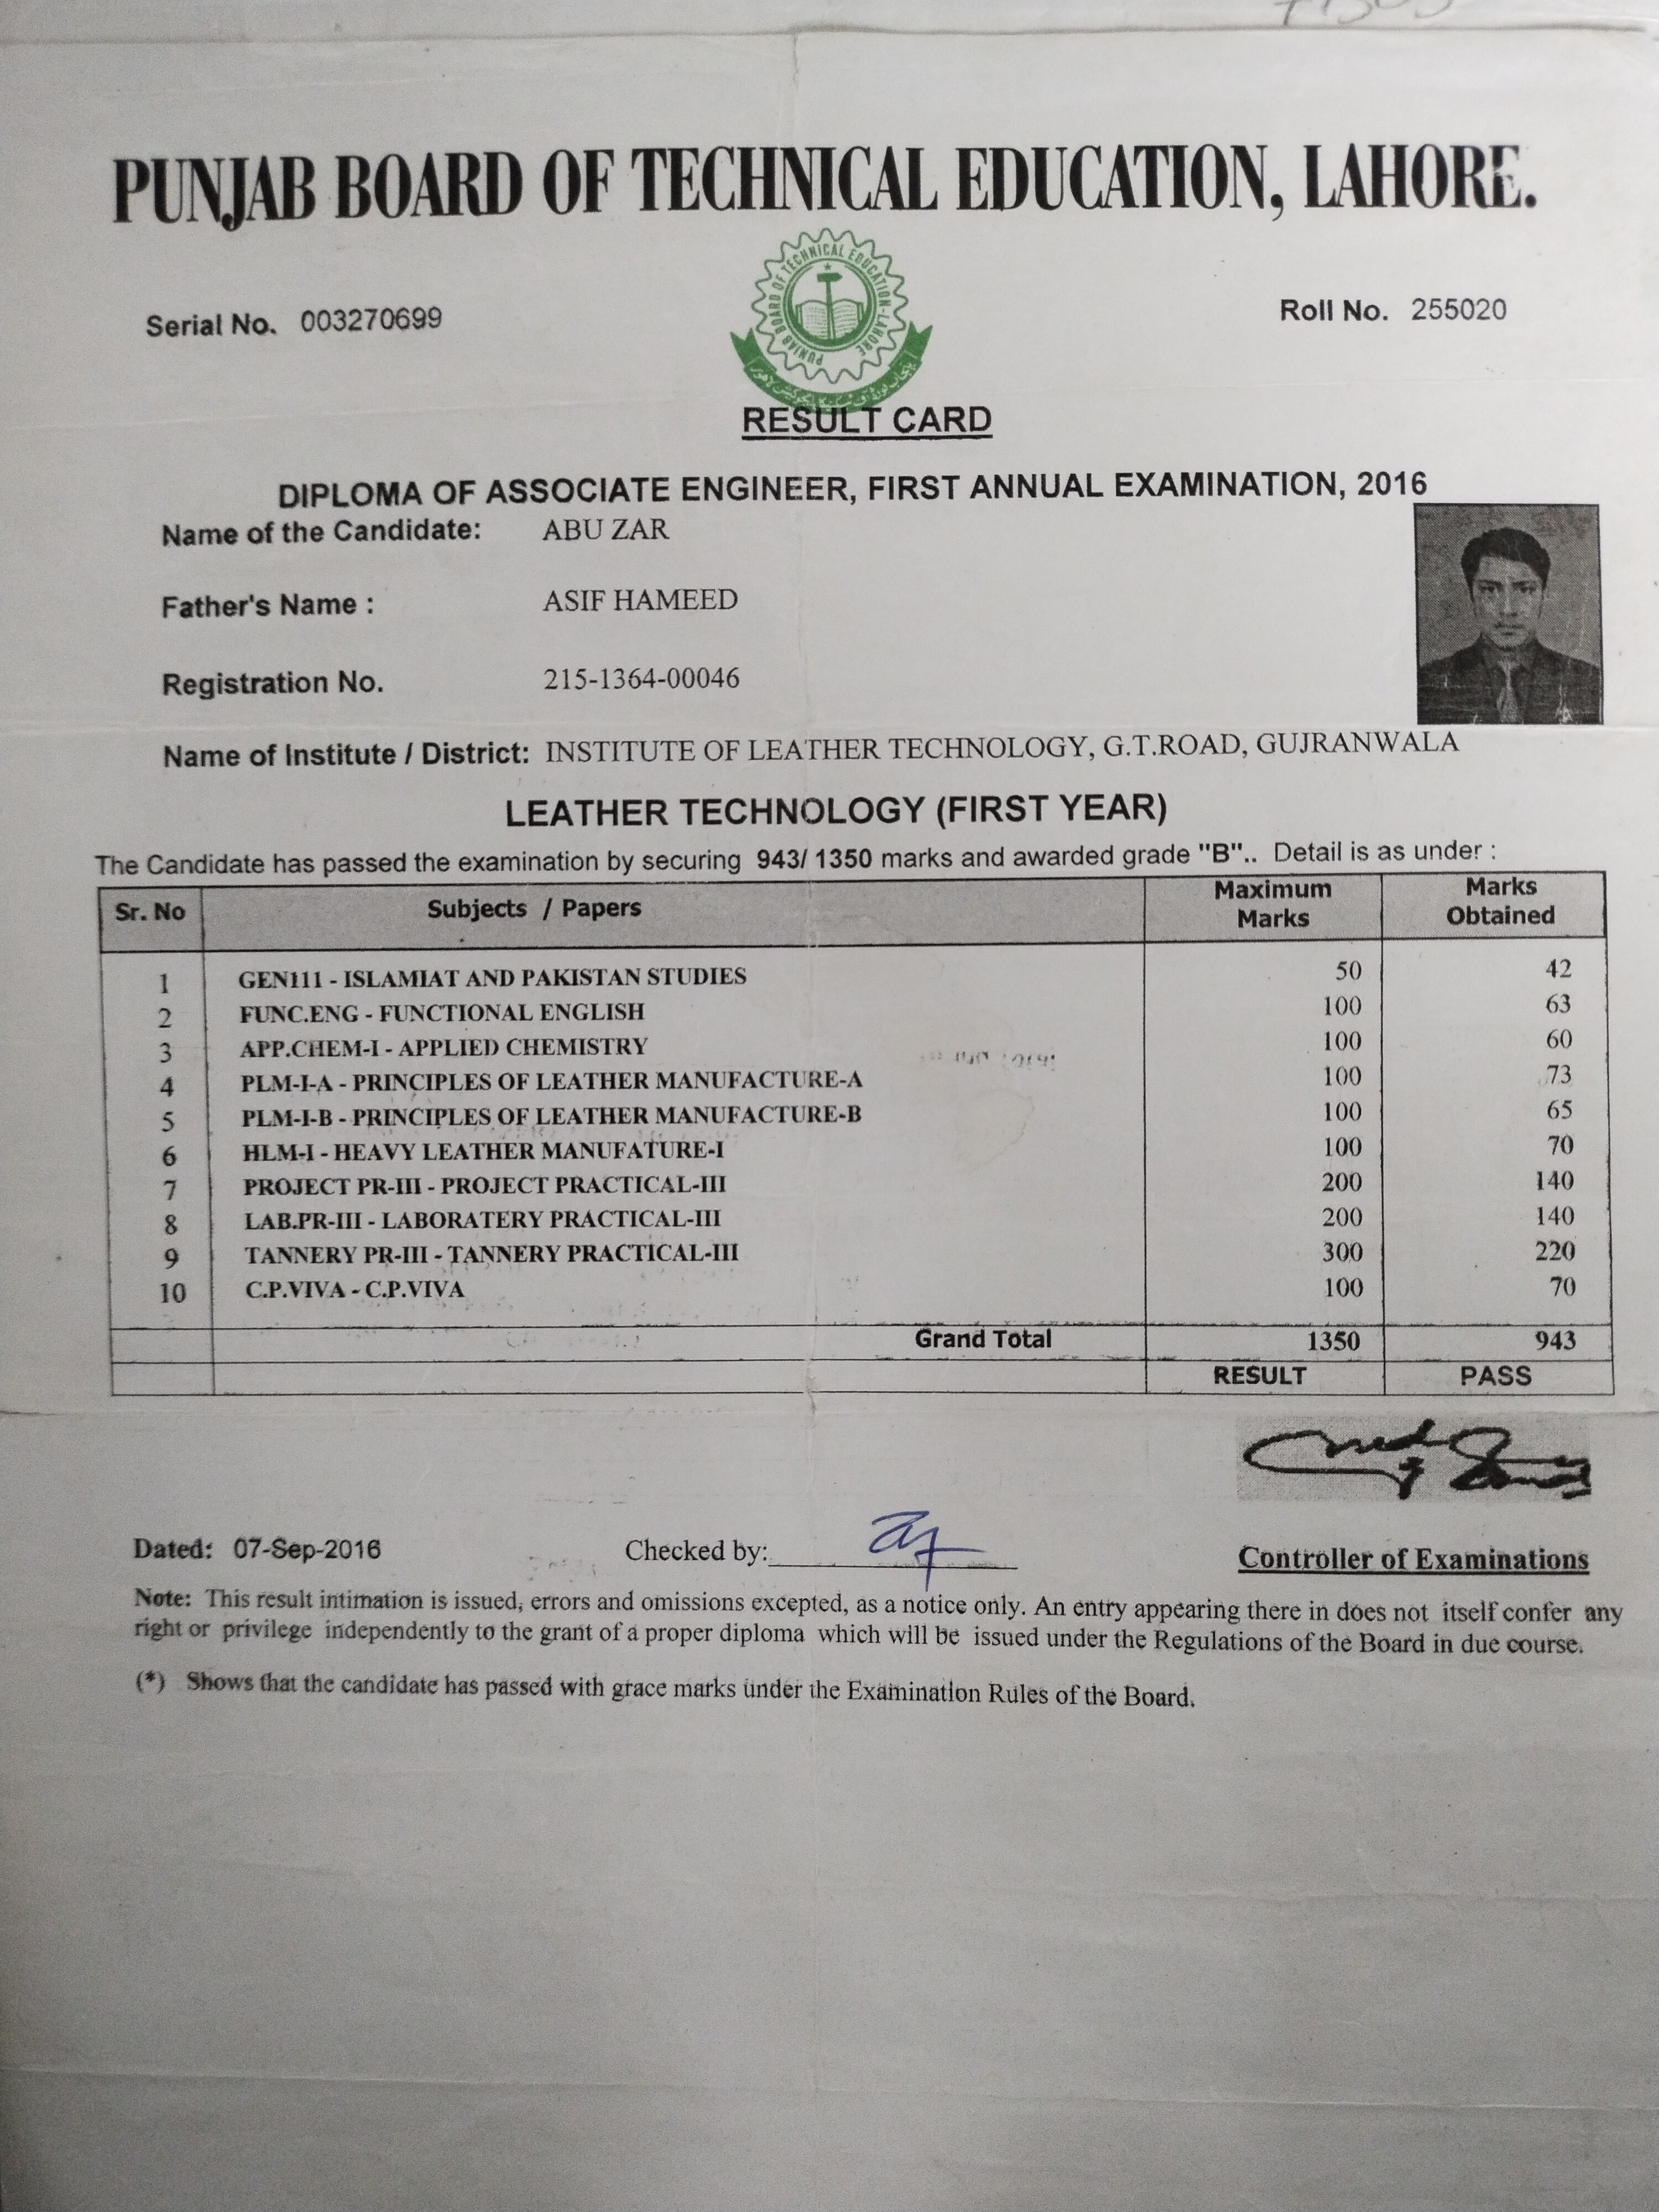 PUNJAB BOARD OF TECHNICAL EDUCATION, LAHORE.
PUNJAB BOARD OF TECHNICAL EDUCATION-LAHORE
Serial No. 003270699
Roll No. 255020
RESULT CARD
DIPLOMA OF ASSOCIATE ENGINEER, FIRST ANNUAL EXAMINATION, 2016
Name of the Candidate: ABU ZAR
Father's Name : ASIF HAMEED
Registration No. 215-1364-00046
Name of Institute / District: INSTITUTE OF LEATHER TECHNOLOGY, G.T.ROAD, GUJRANWALA
LEATHER TECHNOLOGY (FIRST YEAR)
The Candidate has passed the examination by securing 943/ 1350 marks and awarded grade "B".. Detail is as under :
Sr. No Subjects / Papers Maximum Marks Marks Obtained
1 GEN111 - ISLAMIAT AND PAKISTAN STUDIES 50 42
2 FUNC.ENG - FUNCTIONAL ENGLISH 100 63
3 APP.CHEM-I - APPLIED CHEMISTRY 100 60
4 PLM-I-A - PRINCIPLES OF LEATHER MANUFACTURE-A 100 73
5 PLM-I-B - PRINCIPLES OF LEATHER MANUFACTURE-B 100 65
6 HLM-I - HEAVY LEATHER MANUFATURE-I 100 70
7 PROJECT PR-III - PROJECT PRACTICAL-III 200 140
8 LAB.PR-III - LABORATERY PRACTICAL-III 200 140
9 TANNERY PR-III - TANNERY PRACTICAL-III 300 220
10 C.P.VIVA - C.P.VIVA 100 70
Grand Total 1350 943
RESULT PASS
Dated: 07-Sep-2016 Checked by: Controller of Examinations
Note: This result intimation is issued, errors and omissions excepted, as a notice only. An entry appearing there in does not itself confer any
right or privilege independently to the grant of a proper diploma which will be issued under the Regulations of the Board in due course.
(*) Shows that the candidate has passed with grace marks under the Examination Rules of the Board.